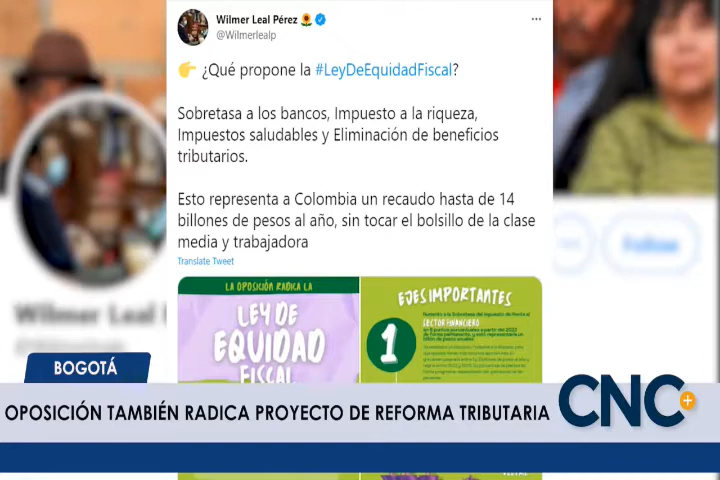 Wilmer Leal Pérez
@Wilmerlealp
¿Qué propone la #LeyDeEquidadFiscal?
Sobretasa a los bancos, Impuesto a la riqueza,
Impuestos saludables y Eliminación de beneficios
tributarios.
Esto representa a Colombia un recaudo hasta de 14
billones de pesos al año, sin tocar el bolsillo de la clase
media y trabajadora
Translate Tweet
LA OPOSICIÓN RADICA LA
LEY DE
EQUIDAD
FISCAL
EJES IMPORTANTES
1
SECTOR FINANCIERO
Wilmer Leal
Follow
BOGOTÁ
OPOSICIÓN TAMBIÉN RADICA PROYECTO DE REFORMA TRIBUTARIA
CNC+